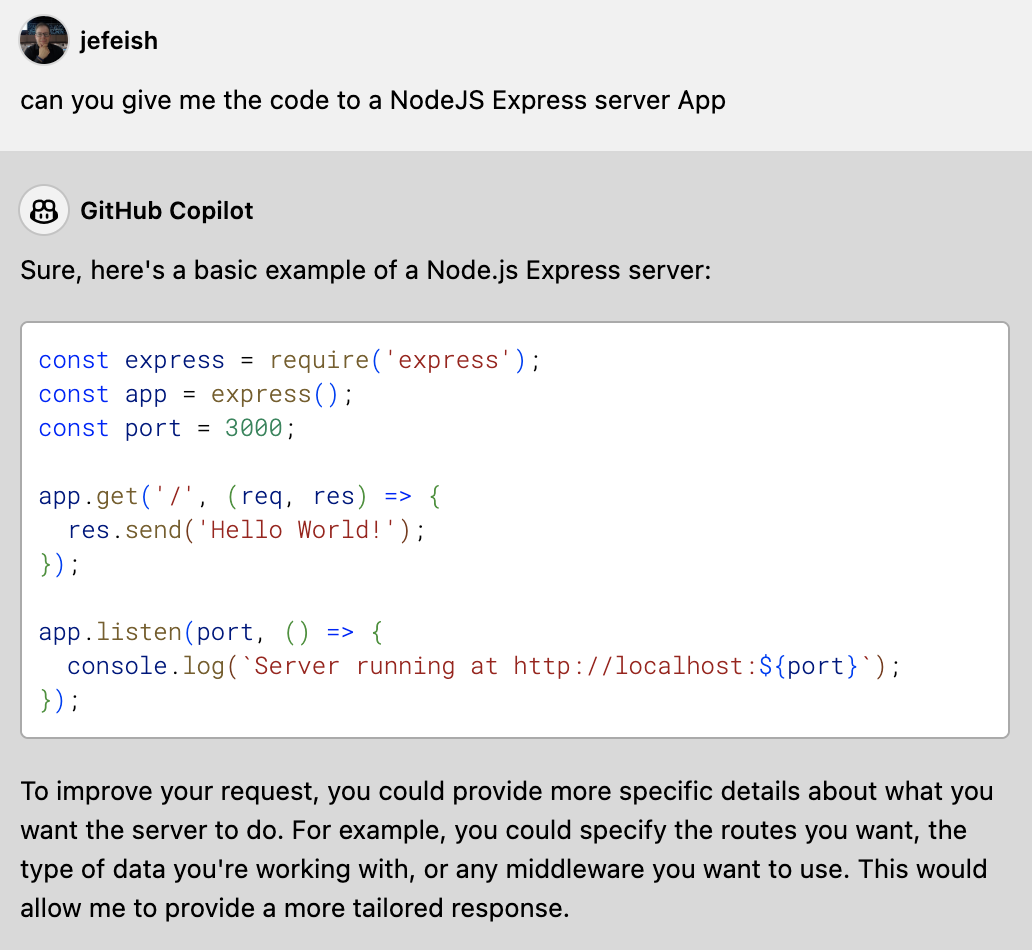 jefeish
can you give me the code to a NodeJS Express server App
GitHub Copilot
Sure, here's a basic example of a Node.js Express server:
const express = require('express');
const app = express();
const port = 3000;
app.get('/', (req, res) => {
  res.send('Hello World!');
});
app.listen(port, () => {
  console.log(`Server running at http://localhost:${port}`);
});
To improve your request, you could provide more specific details about what you
want the server to do. For example, you could specify the routes you want, the
type of data you're working with, or any middleware you want to use. This would
allow me to provide a more tailored response.